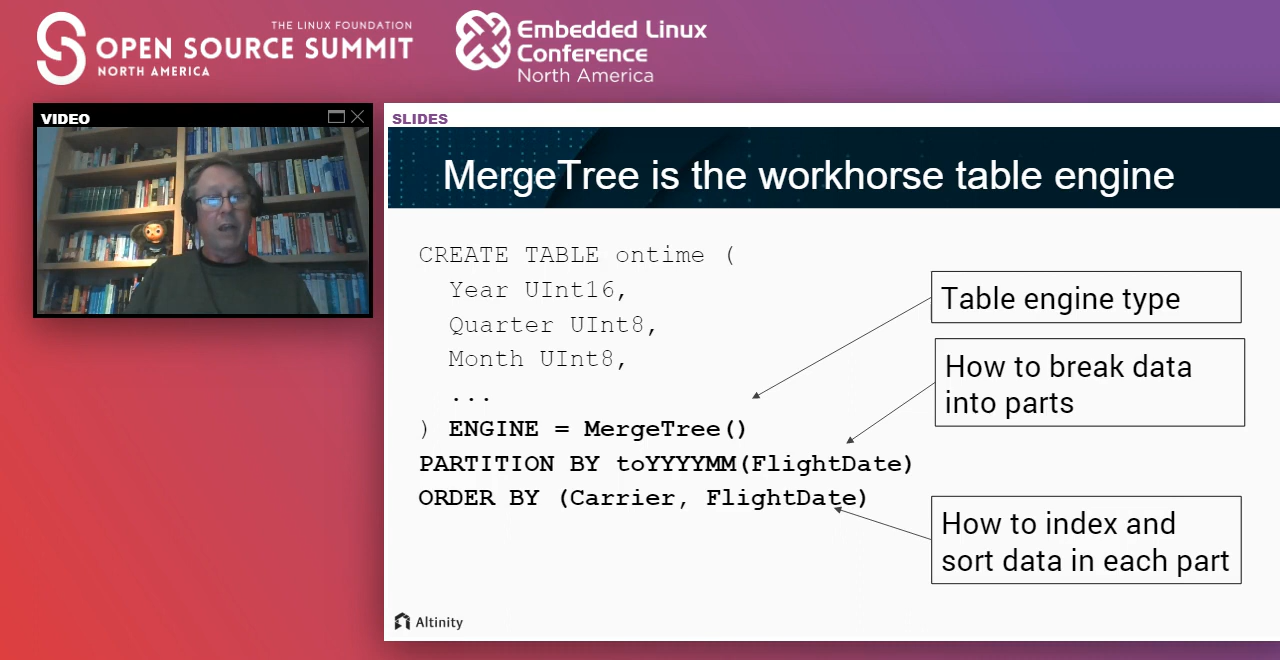 THE LINUX FOUNDATION
OPEN SOURCE SUMMIT
NORTH AMERICA
Embedded Linux
Conference
North America
VIDEO
SLIDES
MergeTree is the workhorse table engine
CREATE TABLE ontime (
Year UInt16,
Quarter UInt8,
Month UInt8,
...
) ENGINE = MergeTree()
PARTITION BY toYYYYMM(FlightDate)
ORDER BY (Carrier, FlightDate)
Table engine type
How to break data
into parts
How to index and
sort data in each part
Altinity